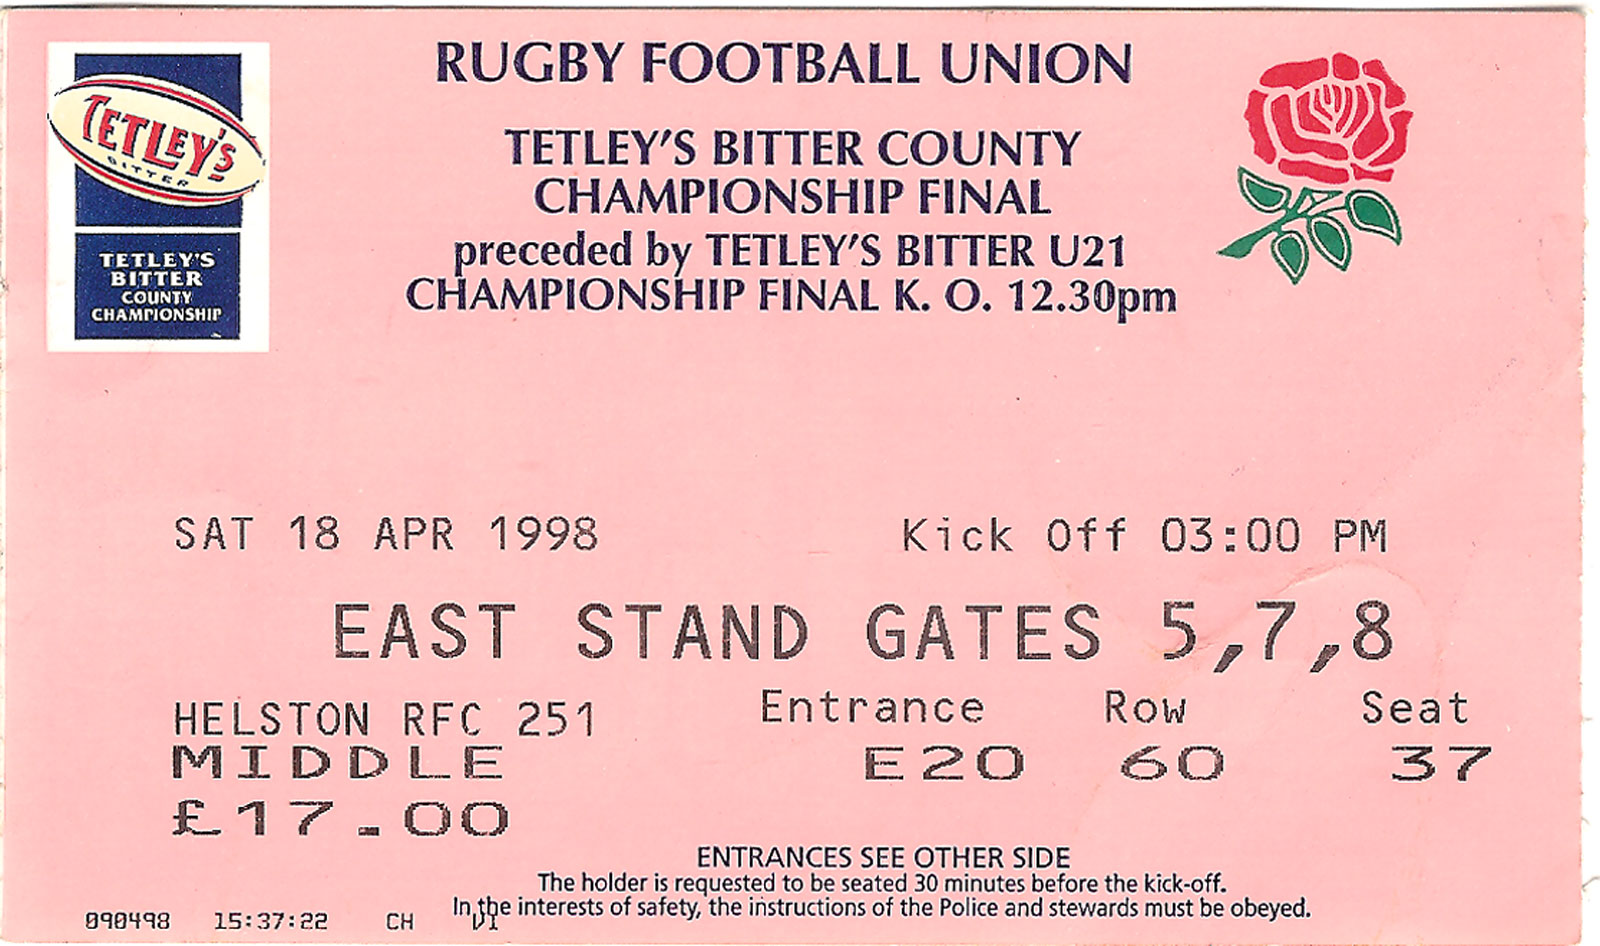 RUGBY FOOTBALL UNION
TETLEY'S BITTER COUNTY
CHAMPIONSHIP FINAL
preceded by TETLEY'S BITTER U21
CHAMPIONSHIP FINAL K. O. 12.30pm
TETLEY'S
BITTER
TETLEY'S
BITTER
COUNTY
CHAMPIONSHIP
SAT 18 APR 1998 Kick Off 03:00 PM
EAST STAND GATES 5,7,8
HELSTON RFC 251 Entrance Row Seat
MIDDLE E20 60 37
£17.00
ENTRANCES SEE OTHER SIDE
The holder is requested to be seated 30 minutes before the kick-off.
In the interests of safety, the instructions of the Police and stewards must be obeyed.
090498 15:37:22 CH V1